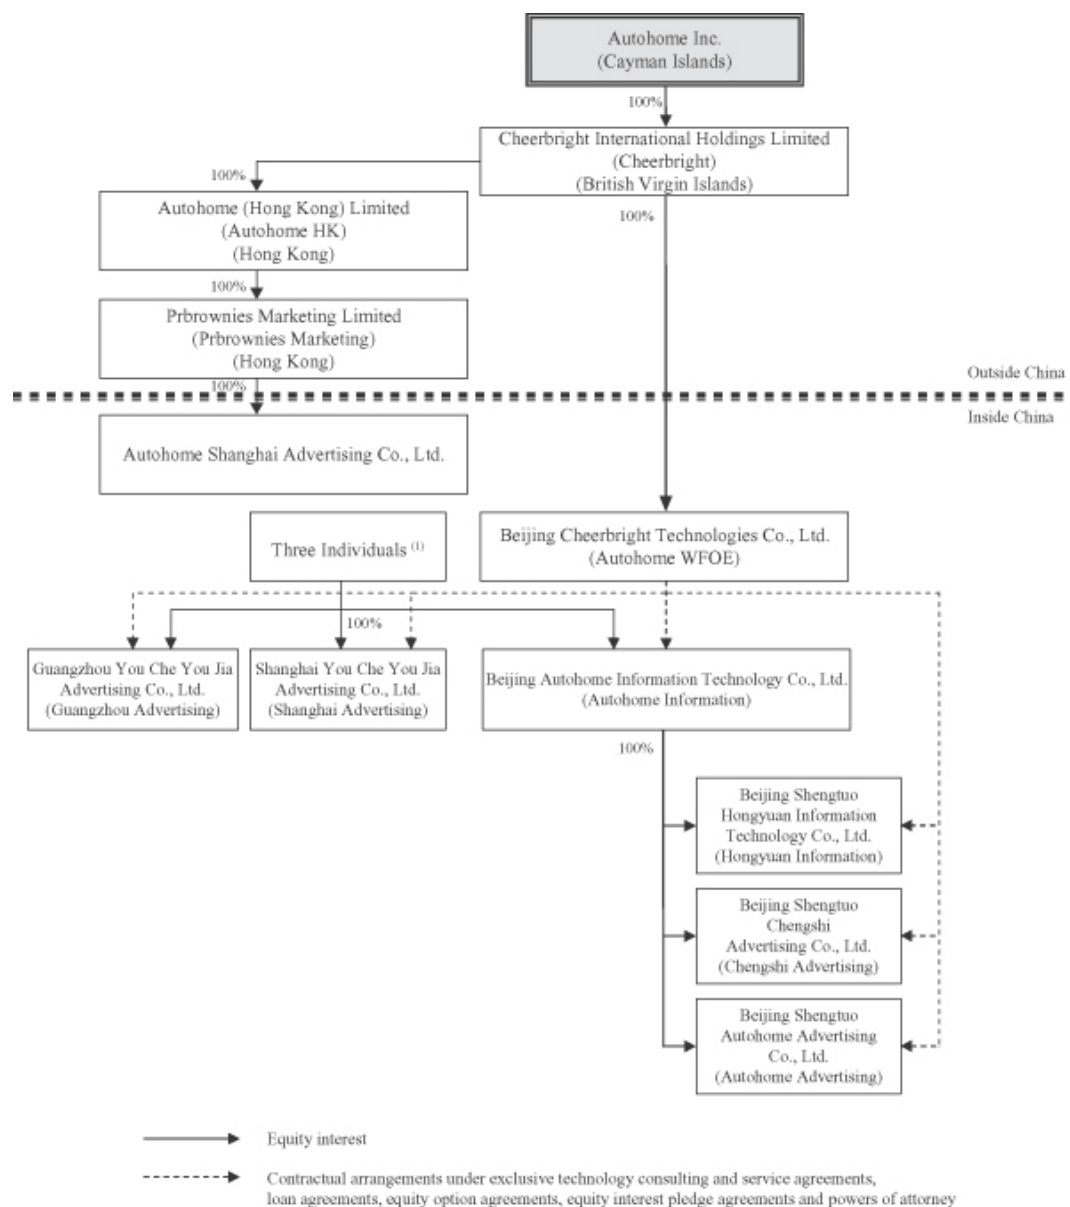 Autohome Inc.
(Cayman Islands)
100%
Cheerbright International Holdings Limited
(Cheerbright)
(British Virgin Islands)
100%
100%
Autohome (Hong Kong) Limited
(Autohome HK)
(Hong Kong)
100%
Prbrownies Marketing Limited
(Prbrownies Marketing)
(Hong Kong)
100%
Outside China
Inside China
Autohome Shanghai Advertising Co., Ltd.
Three Individuals (1)
Beijing Cheerbright Technologies Co., Ltd.
(Autohome WFOE)
100%
Guangzhou You Che You Jia
Advertising Co., Ltd.
(Guangzhou Advertising)
Shanghai You Che You Jia
Advertising Co., Ltd.
(Shanghai Advertising)
Beijing Autohome Information Technology Co., Ltd.
(Autohome Information)
100%
Beijing Shengtuo
Hongyuan Information
Technology Co., Ltd.
(Hongyuan Information)
Beijing Shengtuo
Chengshi
Advertising Co., Ltd.
(Chengshi Advertising)
Beijing Shengtuo
Autohome Advertising
Co., Ltd.
(Autohome Advertising)
Equity interest
Contractual arrangements under exclusive technology consulting and service agreements,
loan agreements, equity option agreements, equity interest pledge agreements and powers of attorney